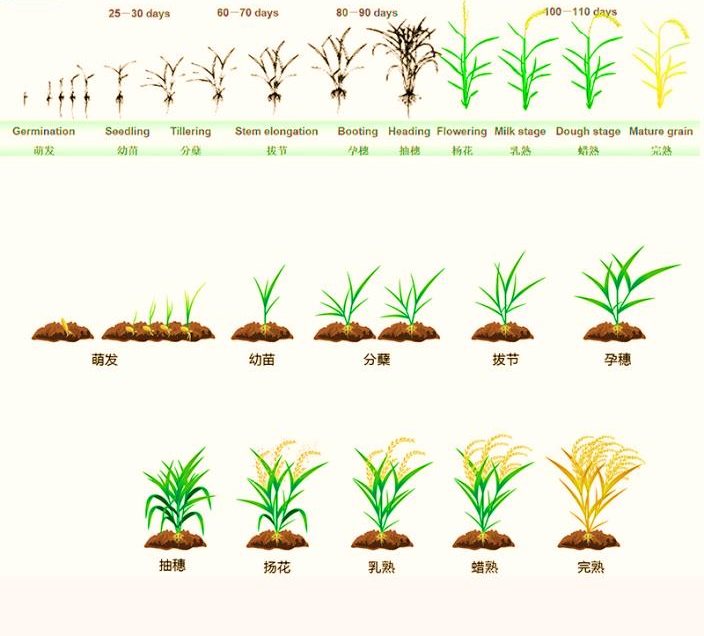 25—30 days 60—70 days 80—90 days 100—110 days
Germination Seedling Tillering Stem elongation Booting Heading Flowering Milk stage Dough stage Mature grain
萌发 幼苗 分蘖 拔节 孕穗 抽穗 杨花 乳熟 蜡熟 完熟
萌发 幼苗 分蘖 拔节 孕穗
抽穗 扬花 乳熟 蜡熟 完熟